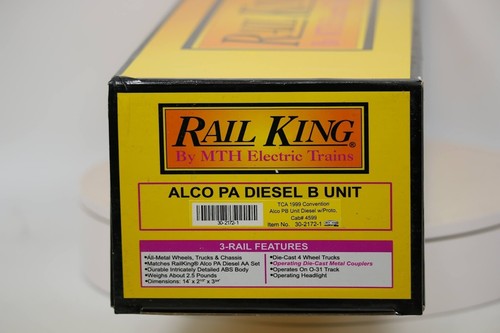 RAIL KING
RAIL KING®
By MTH Electric Trains
ALCO PA DIESEL B UNIT
30-2172-1
TCA 1999 Convention
Alco PB Unit Diesel w/Proto,
Cab# 4599
Item No. 30-2172-1
3-RAIL FEATURES
•All-Metal Wheels, Trucks & Chassis
•Matches RailKing® Alco PA Diesel AA Set
•Durable Intricately Detailed ABS Body
•Weighs About 2.5 Pounds
•Dimensions: 14" x
•Die-Cast 4 Wheel Trucks
•Operating Die-Cast Metal Couplers
•Operates On O-31 Track
•Operating Headlight